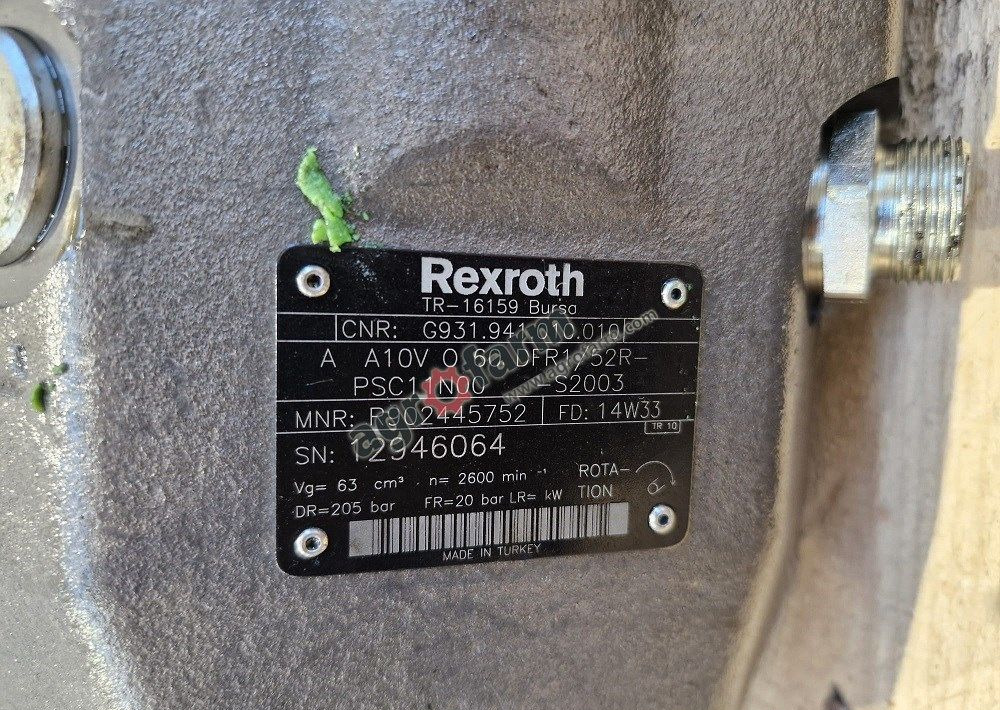 Rexroth
TR-16159 Bursa
CNR: G931.941.010.010
A A10V O 60 DFR1/52R-
PSC11N00 -S2003
MNR: R902445752 FD: 14W33
TR 10
SN: 12946064
Vg= 63 cm³ n= 2600 min⁻¹ ROTA-
DR=205 bar FR=20 bar LR= kW TION
MADE IN TURKEY
agrofarm